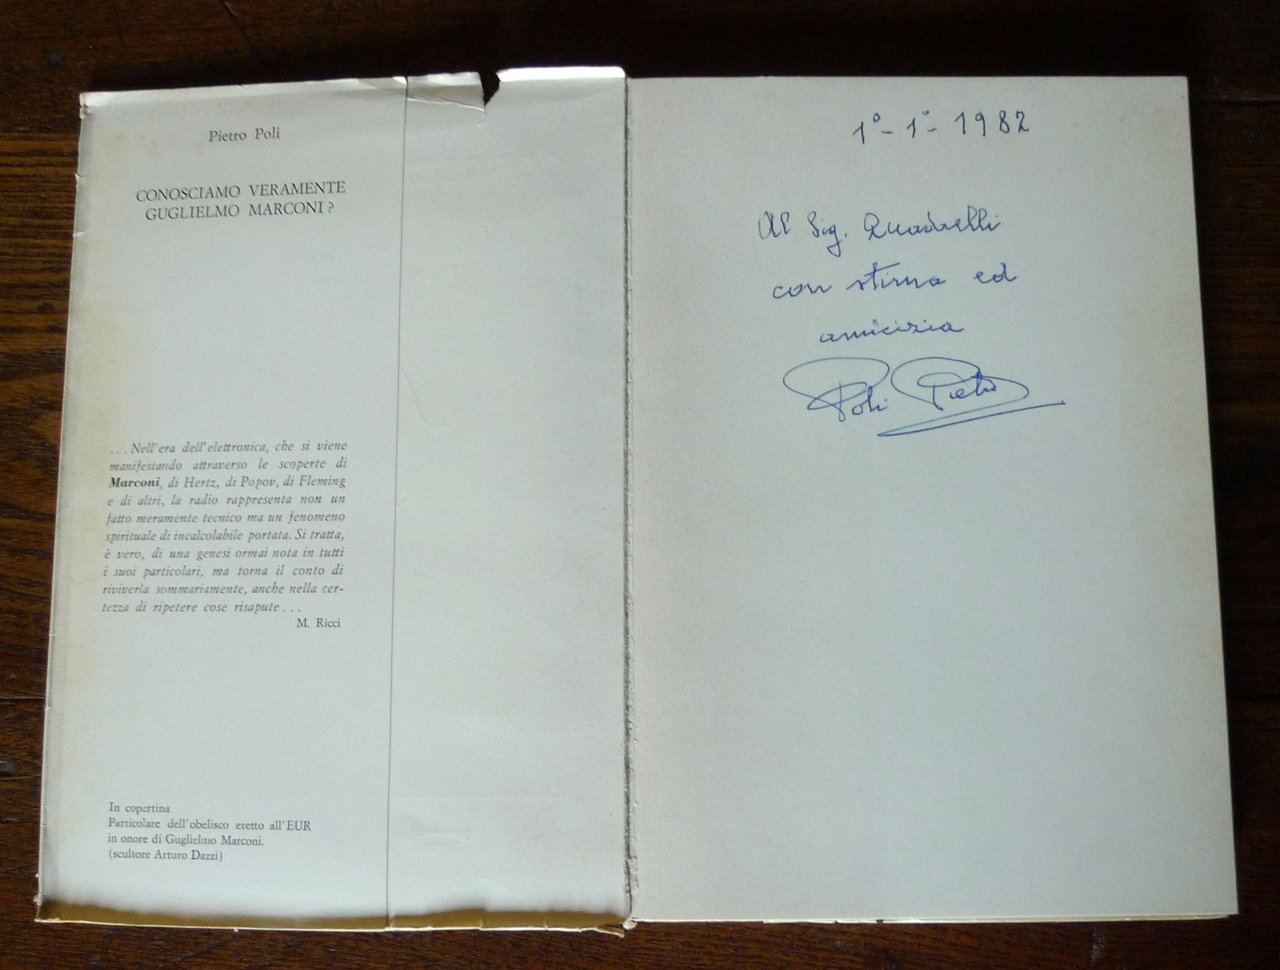 Pietro Poli
CONOSCIAMO VERAMENTE
GUGLIELMO MARCONI?
...Nell'era dell'elettronica, che si viene
manifestando attraverso le scoperte di
Marconi, di Hertz, di Popov, di Fleming
e di altri, la radio rappresenta non un
fatto meramente tecnico ma un fenomeno
spirituale di incalcolabile portata. Si tratta,
è vero, di una genesi ormai nota in tutti
i suoi particolari, ma torna il conto di
riviverla sommariamente, anche nella cer-
tezza di ripetere cose risapute...
M. Ricci
In copertina
Particolare dell'obelisco eretto all'EUR
in onore di Guglielmo Marconi.
(scultore Arturo Dazzi)
1°-1°-1982
Al Sig. Quadrelli
con stima ed
amicizia
Poli Pietro